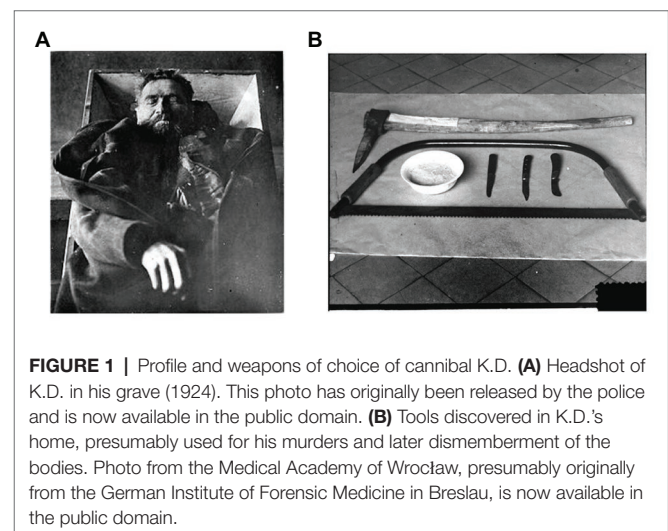 A
B
FIGURE 1 | Profile and weapons of choice of cannibal K.D. (A) Headshot of
K.D. in his grave (1924). This photo has originally been released by the police
and is now available in the public domain. (B) Tools discovered in K.D.'s
home, presumably used for his murders and later dismemberment of the
bodies. Photo from the Medical Academy of Wrocław, presumably originally
from the German Institute of Forensic Medicine in Breslau, is now available in
the public domain.